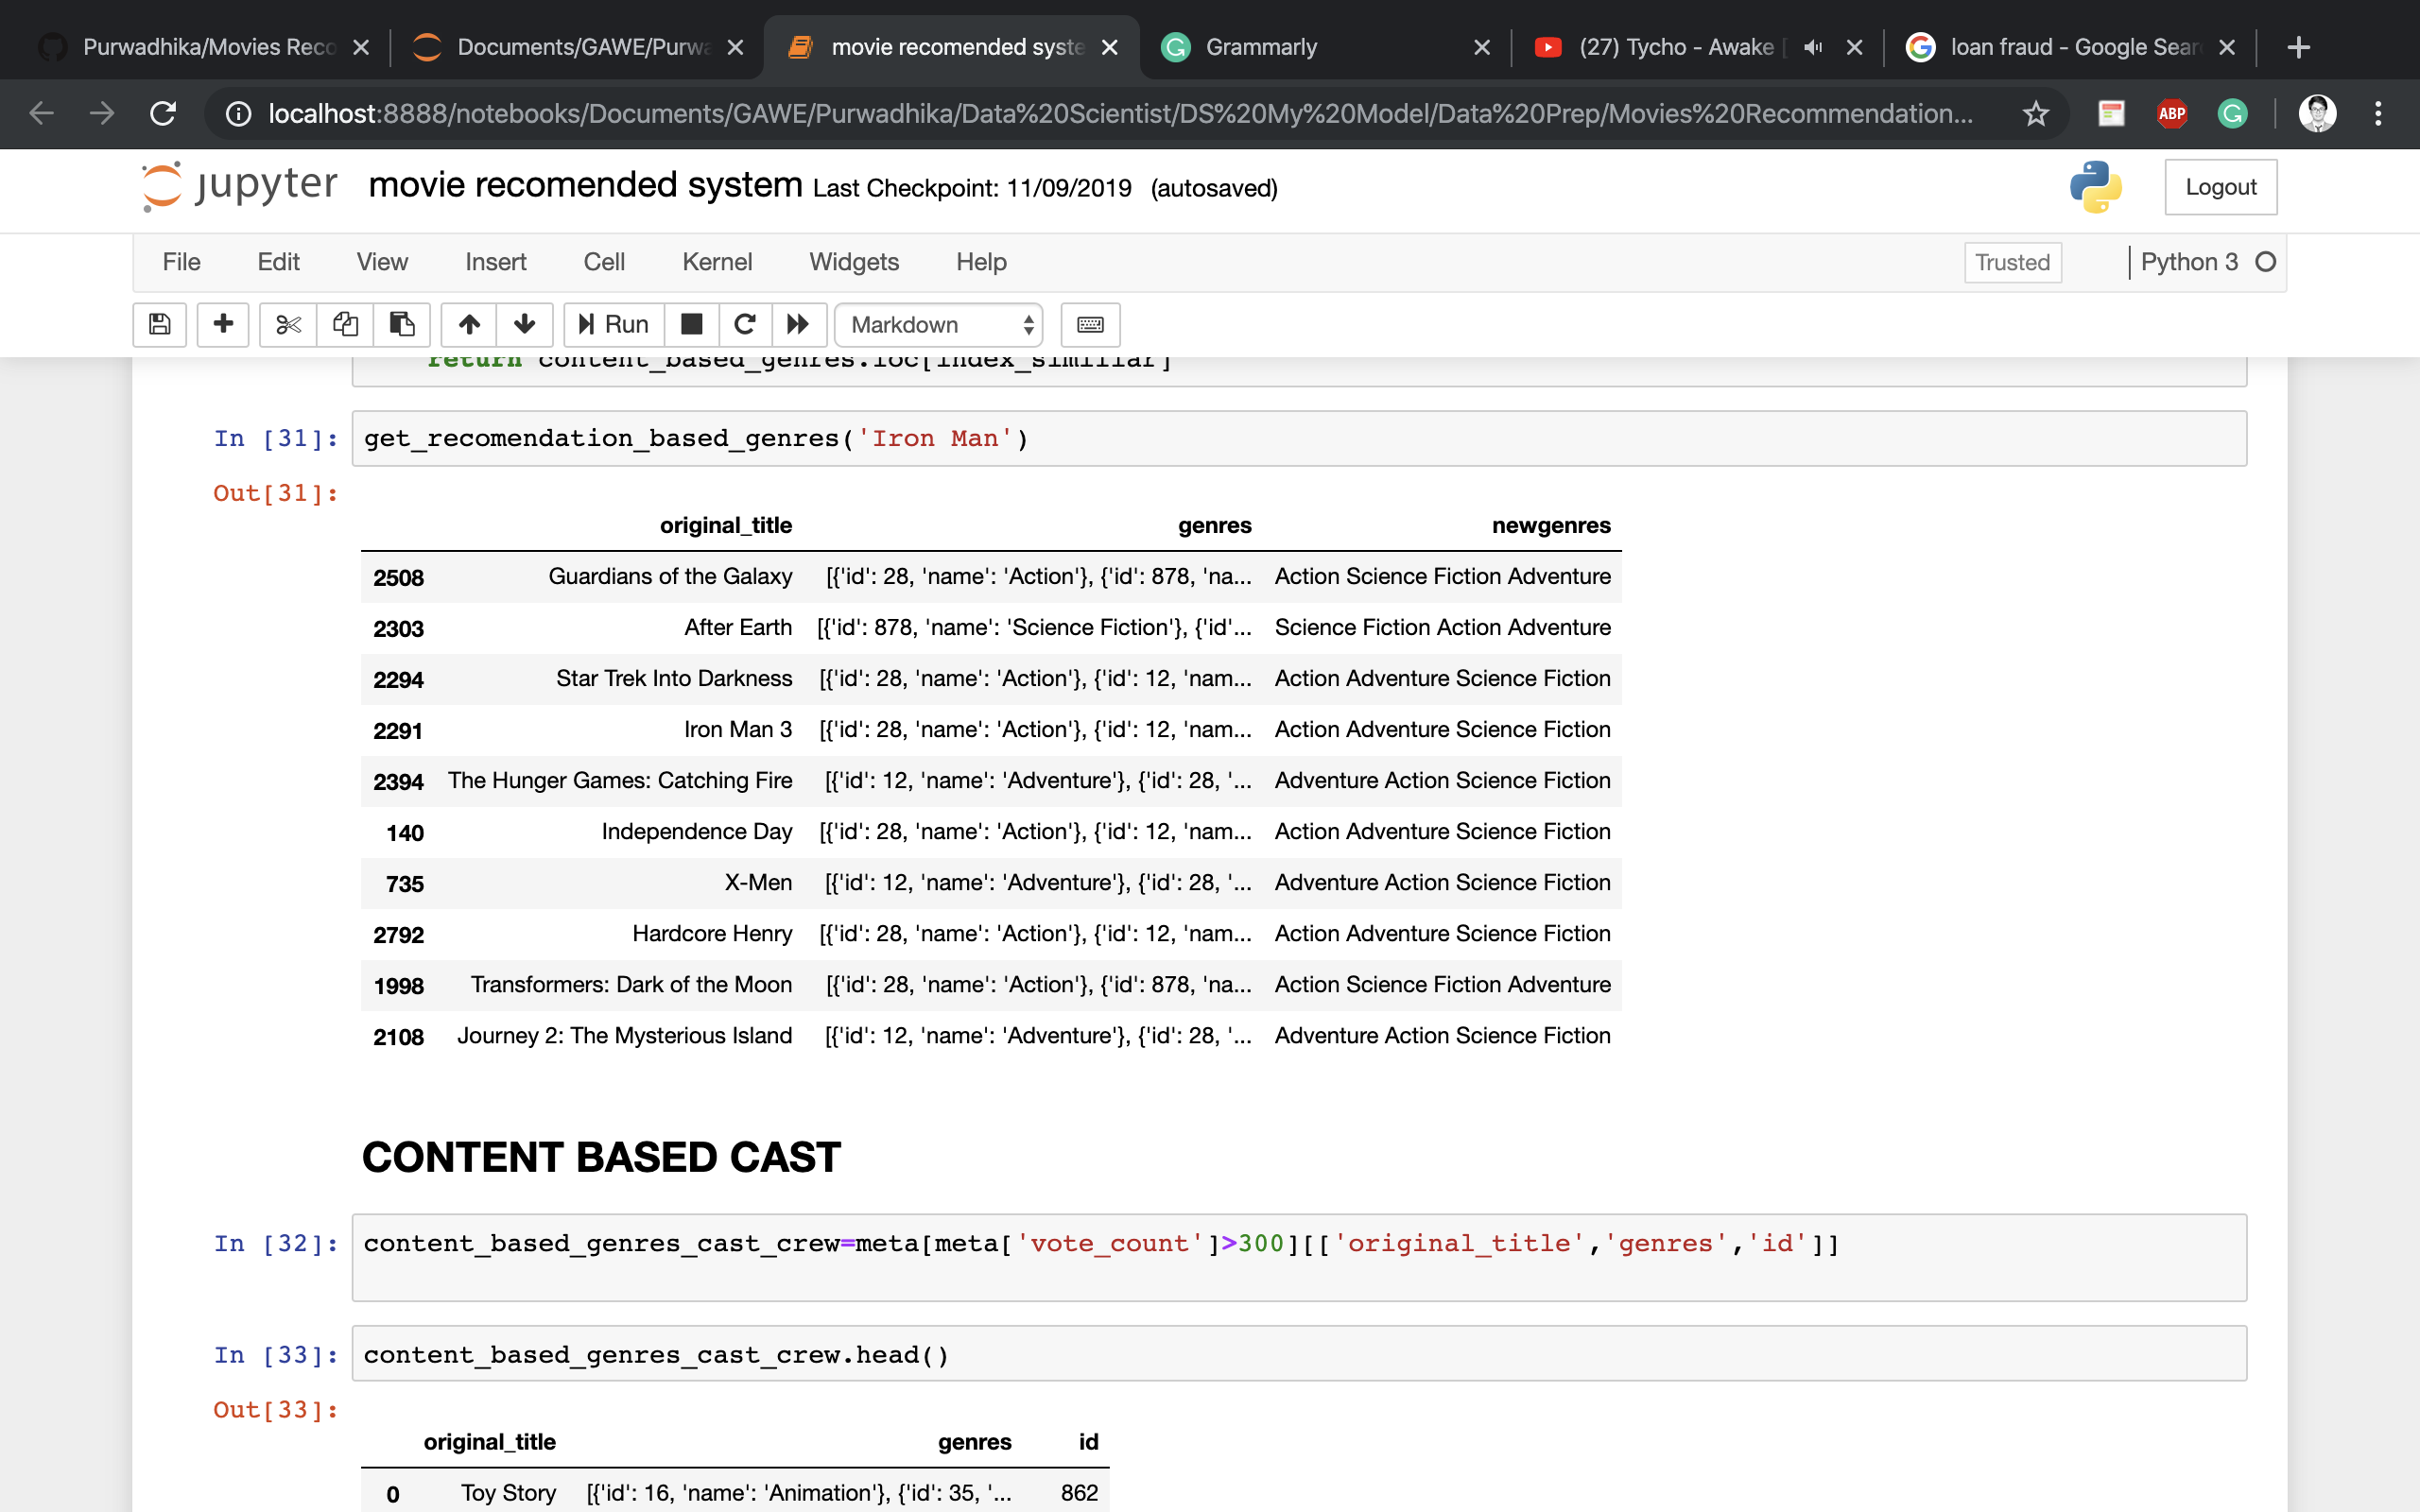 Purwadhika/Movies Reco
Documents/GAWE/Purwa
movie recomended syste
Grammarly
(27) Tycho - Awake [
loan fraud - Google Sear
localhost:8888/notebooks/Documents/GAWE/Purwadhika/Data%20Scientist/DS%20My%20Model/Data%20Prep/Movies%20Recommendation...
ABP
jupyter movie recomended system Last Checkpoint: 11/09/2019 (autosaved)
Logout
File Edit View Insert Cell Kernel Widgets Help
Trusted
Python 3
Run
Markdown
return content_based_genres.loc[index_simillar]
In [31]: get_recomendation_based_genres('Iron Man')
Out[31]:
original_title genres newgenres
2508 Guardians of the Galaxy [{'id': 28, 'name': 'Action'}, {'id': 878, 'na... Action Science Fiction Adventure
2303 After Earth [{'id': 878, 'name': 'Science Fiction'}, {'id'... Science Fiction Action Adventure
2294 Star Trek Into Darkness [{'id': 28, 'name': 'Action'}, {'id': 12, 'nam... Action Adventure Science Fiction
2291 Iron Man 3 [{'id': 28, 'name': 'Action'}, {'id': 12, 'nam... Action Adventure Science Fiction
2394 The Hunger Games: Catching Fire [{'id': 12, 'name': 'Adventure'}, {'id': 28, '... Adventure Action Science Fiction
140 Independence Day [{'id': 28, 'name': 'Action'}, {'id': 12, 'nam... Action Adventure Science Fiction
735 X-Men [{'id': 12, 'name': 'Adventure'}, {'id': 28, '... Adventure Action Science Fiction
2792 Hardcore Henry [{'id': 28, 'name': 'Action'}, {'id': 12, 'nam... Action Adventure Science Fiction
1998 Transformers: Dark of the Moon [{'id': 28, 'name': 'Action'}, {'id': 878, 'na... Action Science Fiction Adventure
2108 Journey 2: The Mysterious Island [{'id': 12, 'name': 'Adventure'}, {'id': 28, '... Adventure Action Science Fiction
CONTENT BASED CAST
In [32]: content_based_genres_cast_crew=meta[meta['vote_count']>300][['original_title','genres','id']]
In [33]: content_based_genres_cast_crew.head()
Out[33]:
original_title genres id
0 Toy Story [{'id': 16, 'name': 'Animation'}, {'id': 35, '... 862